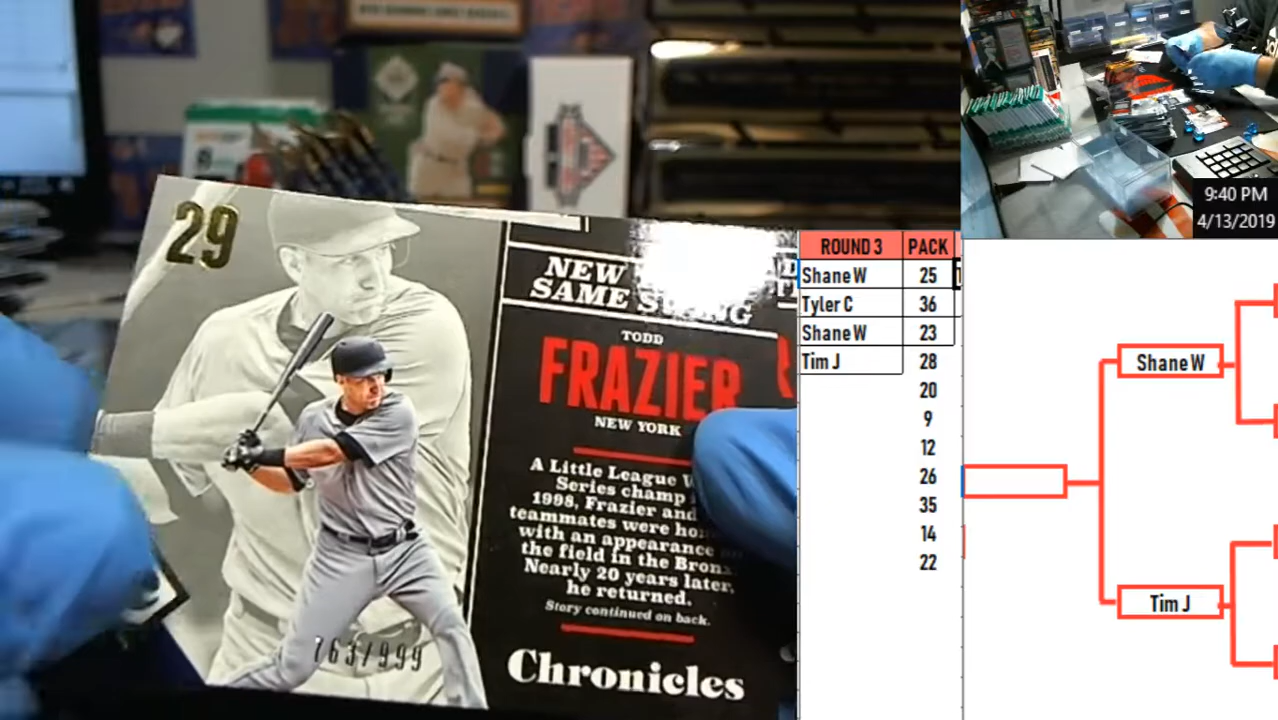 29
NEW
SAME SWING
TODD
FRAZIER
NEW YORK
A Little League
Series champ
1998, Frazier and
teammates were
with an appearance
the field in the Bronx.
Nearly 20 years later,
he returned.
Story continued on back.
Chronicles
763/999
ROUND 3 PACK
Shane W 25
Tyler C 36
Shane W 23
Tim J 28
20
9
12
26
35
14
22
9:40 PM
4/13/2019
Shane W
Tim J